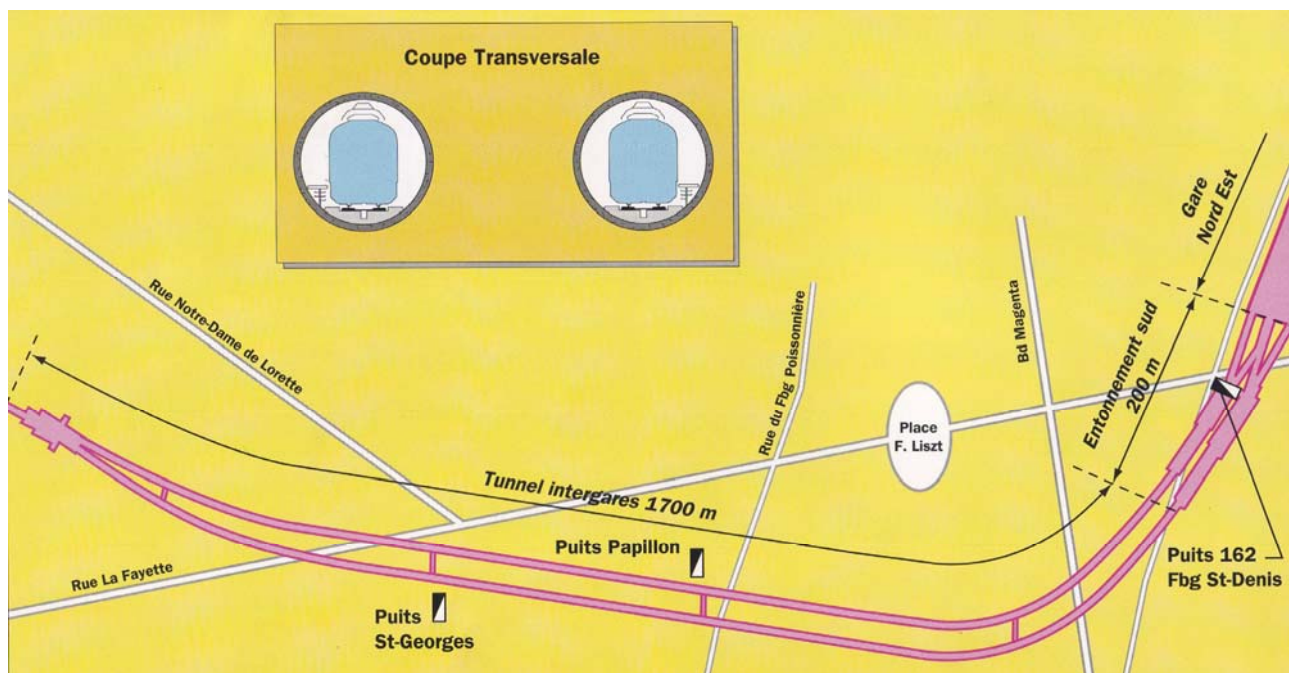 Coupe Transversale
Gare
Nord Est
Rue Notre-Dame de Lorette
Rue du Fbg Poissonnière
Bd Magenta
Entonnement sud
200 m
Place
F. Liszt
Tunnel intergares 1700 m
Puits Papillon
Puits 162
Fbg St-Denis
Rue La Fayette
Puits
St-Georges